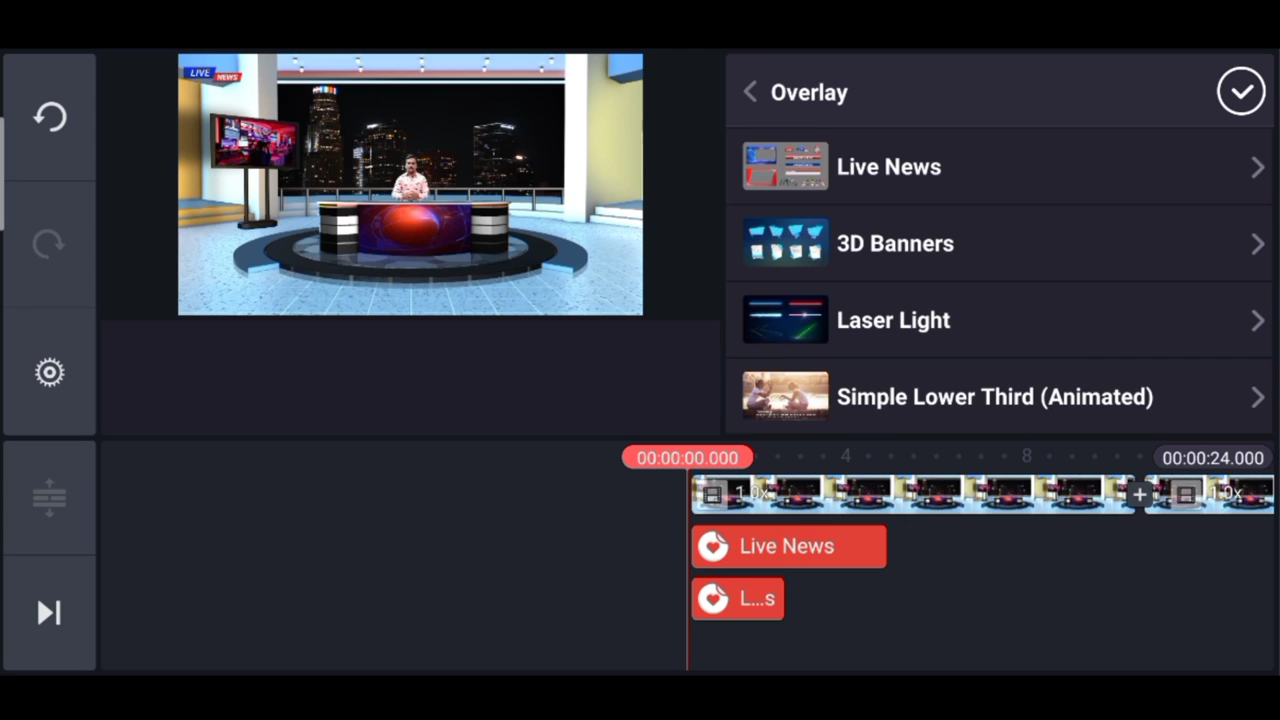 LIVE
NEWS
Overlay
Live News
3D Banners
Laser Light
Simple Lower Third (Animated)
00:00:00.000
4
8
00:00:24.000
1.0x
1.0x
Live News
L...s